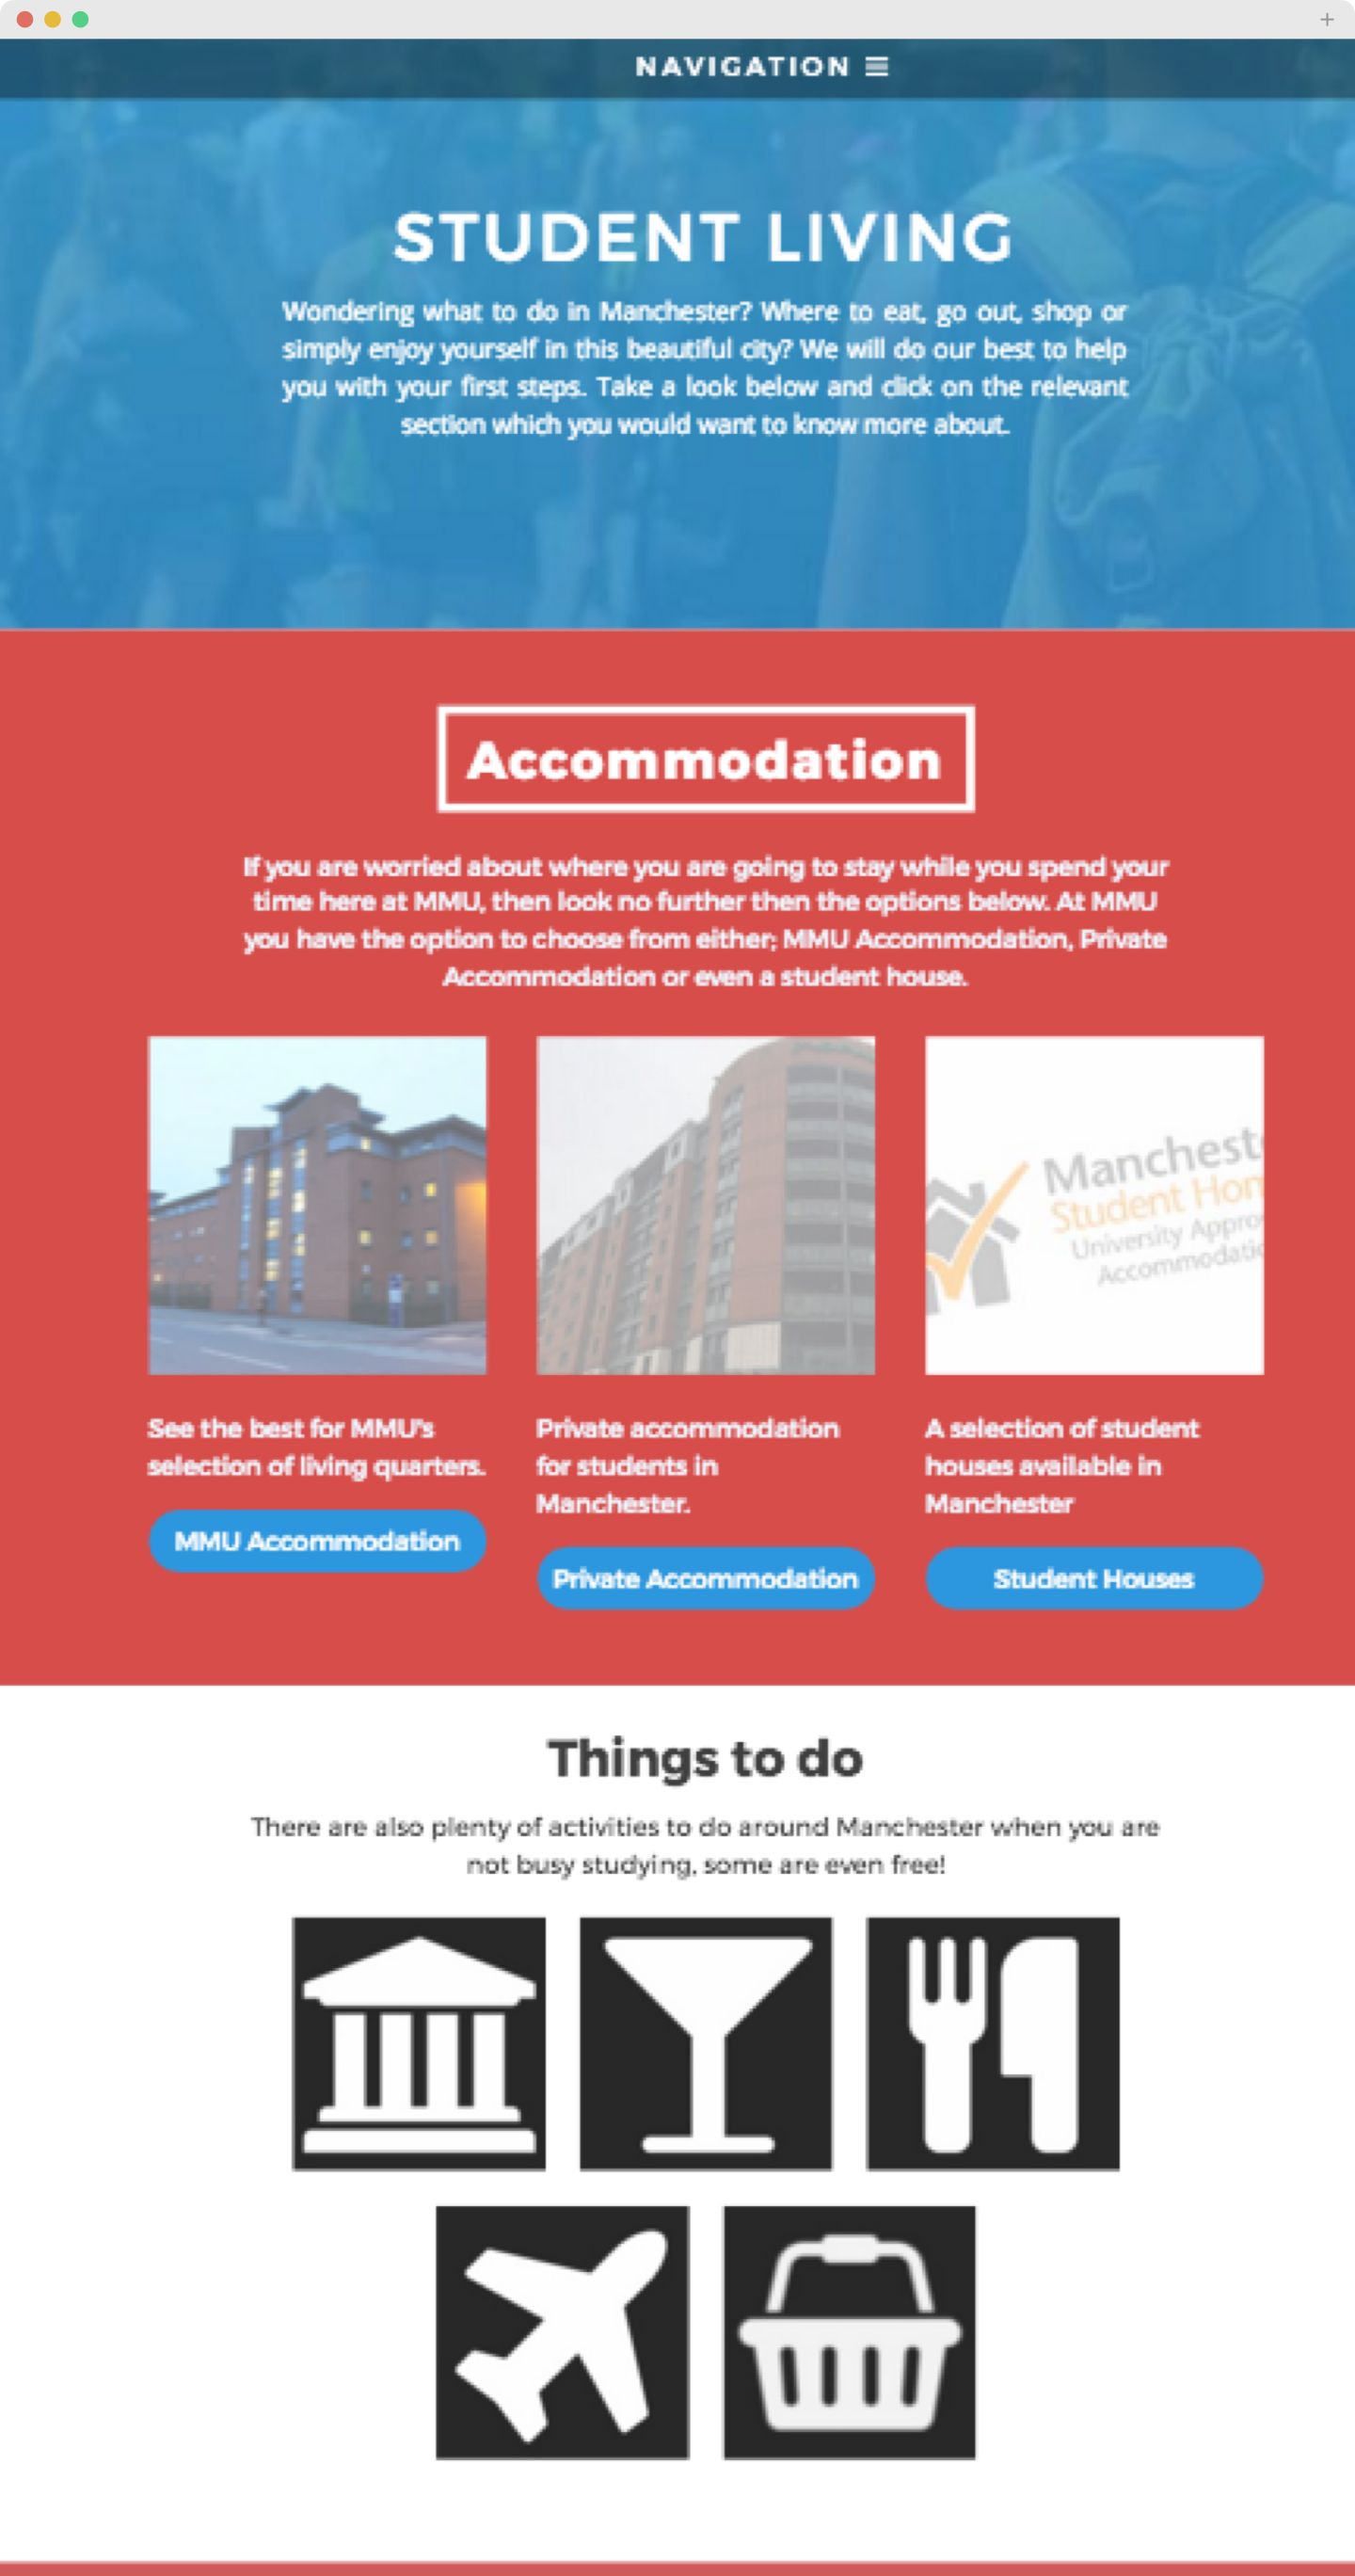 NAVIGATION
STUDENT LIVING
Wondering what to do in Manchester? Where to eat, go out, shop or
simply enjoy yourself in this beautiful city? We will do our best to help
you with your first steps. Take a look below and click on the relevant
section which you would want to know more about.
Accommodation
If you are worried about where you are going to stay while you spend your
time here at MMU, then look no further then the options below. At MMU
you have the option to choose from either; MMU Accommodation, Private
Accommodation or even a student house.
Manchest
Student Hom
University Appro
Accommodatio
See the best for MMU's
selection of living quarters.
MMU Accommodation
Private accommodation
for students in
Manchester.
Private Accommodation
A selection of student
houses available in
Manchester
Student Houses
Things to do
There are also plenty of activities to do around Manchester when you are
not busy studying, some are even free!